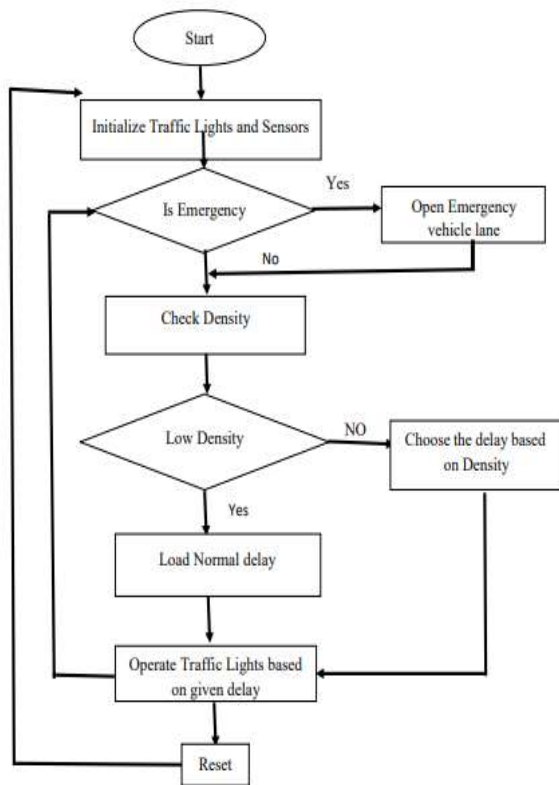 Start
Initialize Traffic Lights and Sensors
Is Emergency
Yes
Open Emergency
vehicle lane
No
Check Density
Low Density
NO
Choose the delay based
on Density
Yes
Load Normal delay
Operate Traffic Lights based
on given delay
Reset